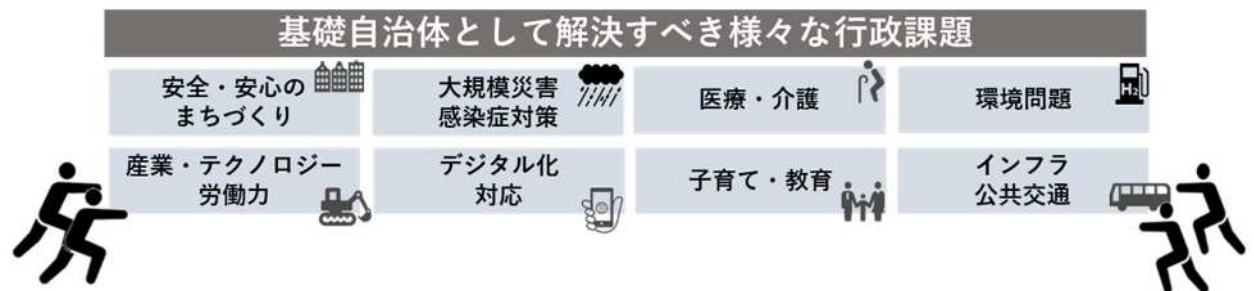 基礎自治体として解決すべき様々な行政課題
安全・安心の
まちづくり
大規模災害
感染症対策
医療・介護
環境問題
H₂
産業・テクノロジー
労働力
デジタル化
対応
子育て・教育
インフラ
公共交通